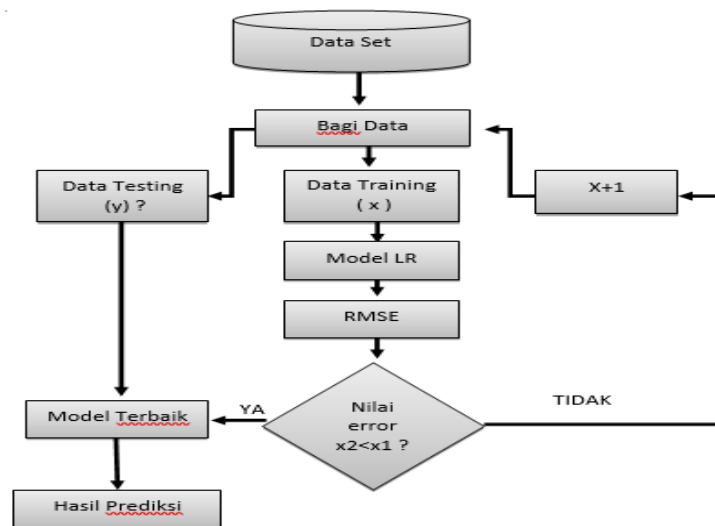 Data Set
Bagi Data
Data Testing
(y) ?
Data Training
( x )
X+1
Model LR
RMSE
Nilai
error
x2<x1 ?
YA
TIDAK
Model Terbaik
Hasil Prediksi